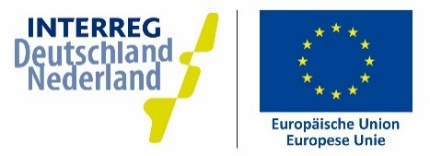 INTERREG
Deutschland
Nederland
Europäische Union
Europese Unie